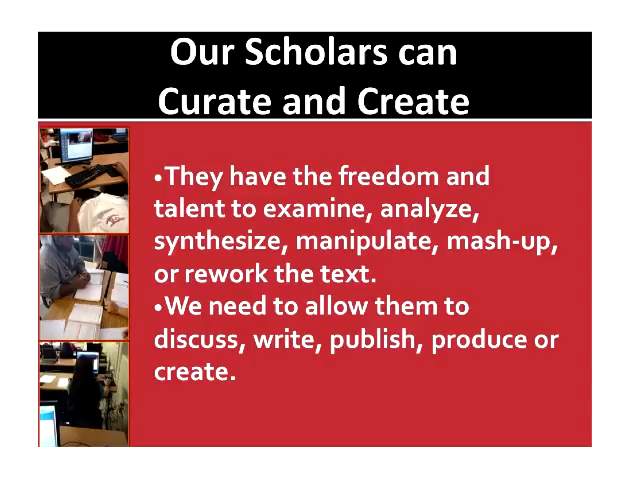 Our Scholars can
Curate and Create
•They have the freedom and
talent to examine, analyze,
synthesize, manipulate, mash-up,
or rework the text.
•We need to allow them to
discuss, write, publish, produce or
create.